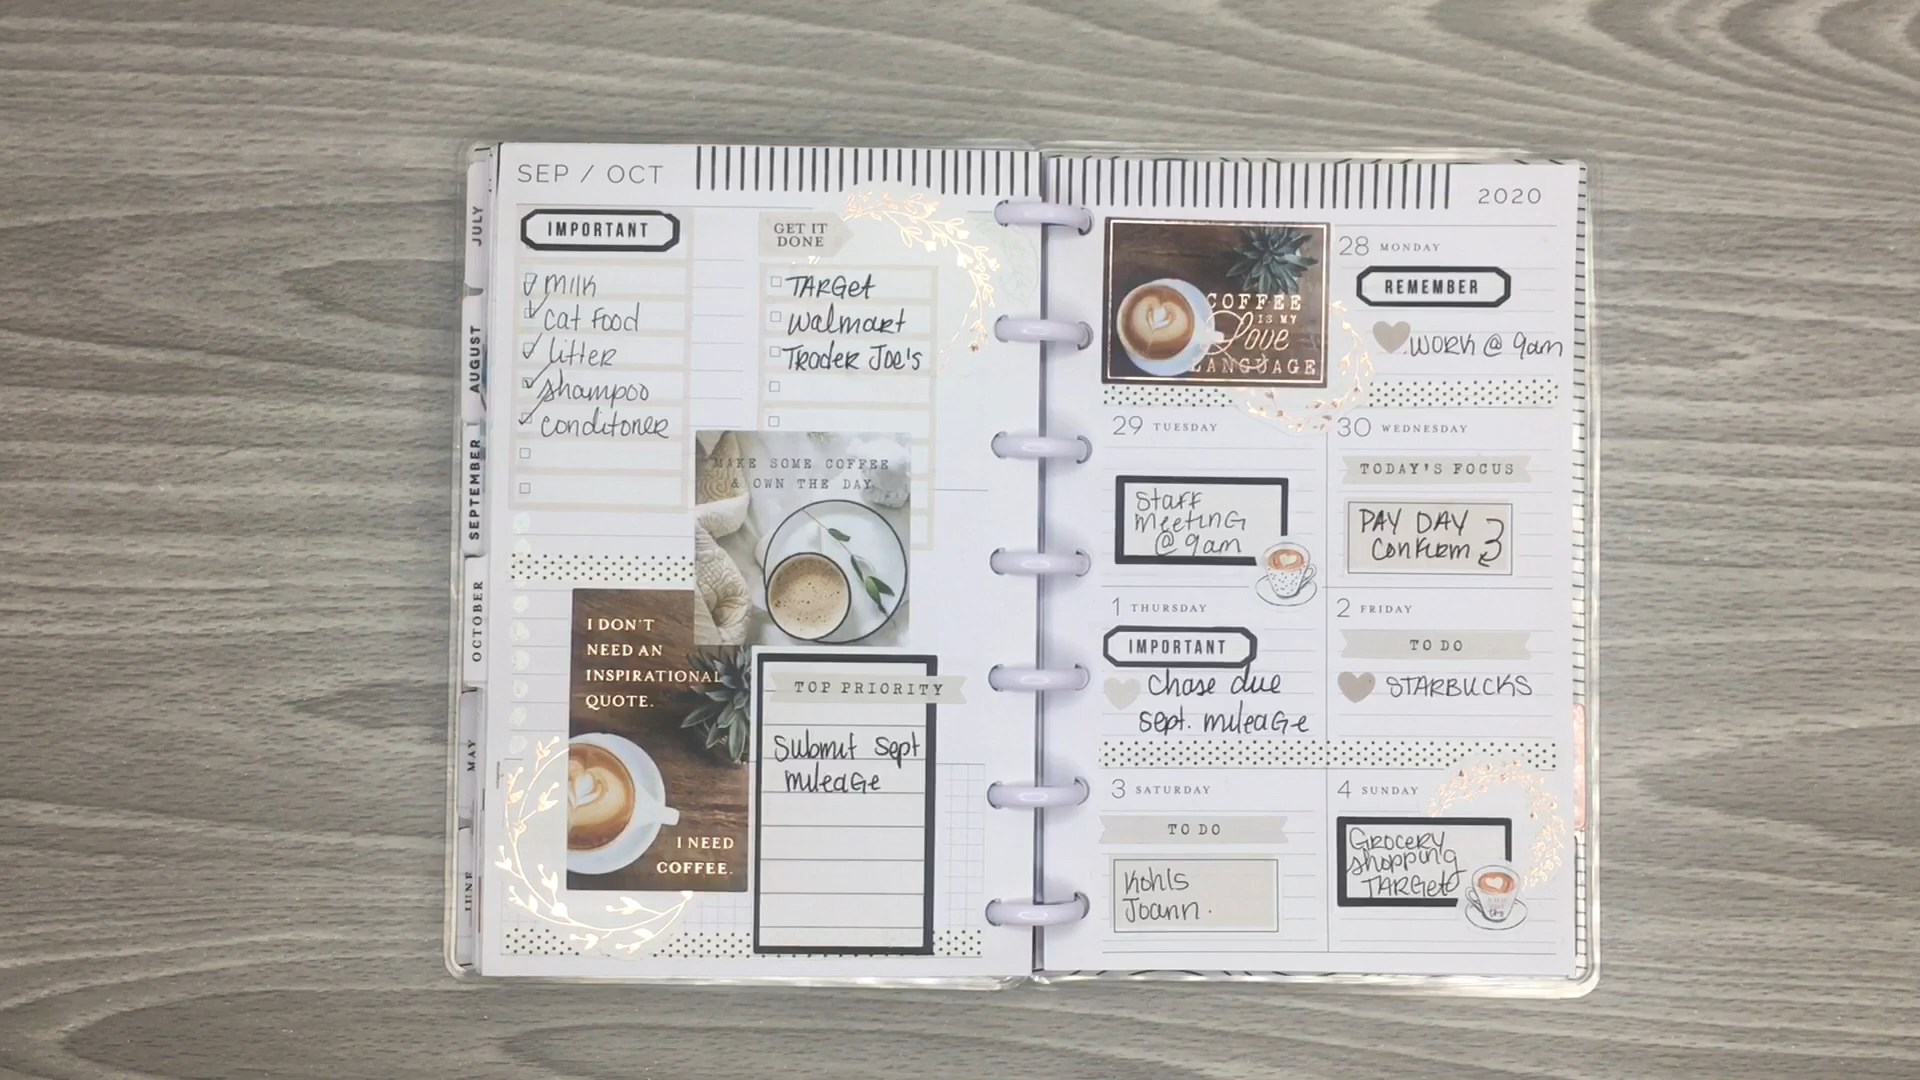 SEP / OCT
IMPORTANT
milk
cat food
litter
shampoo
conditoner
GET IT
DONE
TARGet
Walmart
Trader Joe's
MAKE SOME COFFEE
& OWN THE DAY
I DON'T
NEED AN
INSPIRATIONAL
QUOTE.
I NEED
COFFEE.
TOP PRIORITY
Submit Sept
mileage
JULY
AUGUST
SEPTEMBER
OCTOBER
MAY
JUNE
2020
COFFEE
IS MY
Love
LANGUAGE
28 MONDAY
REMEMBER
WORK @ 9am
29 TUESDAY
Staff
meeting
@ 9am
30 WEDNESDAY
TODAY'S FOCUS
PAY DAY
Confirm
1 THURSDAY
IMPORTANT
Chase due
Sept. mileage
2 FRIDAY
TO DO
STARBUCKS
3 SATURDAY
TO DO
Kohls
Joann.
4 SUNDAY
Grocery
shopping
TARGet